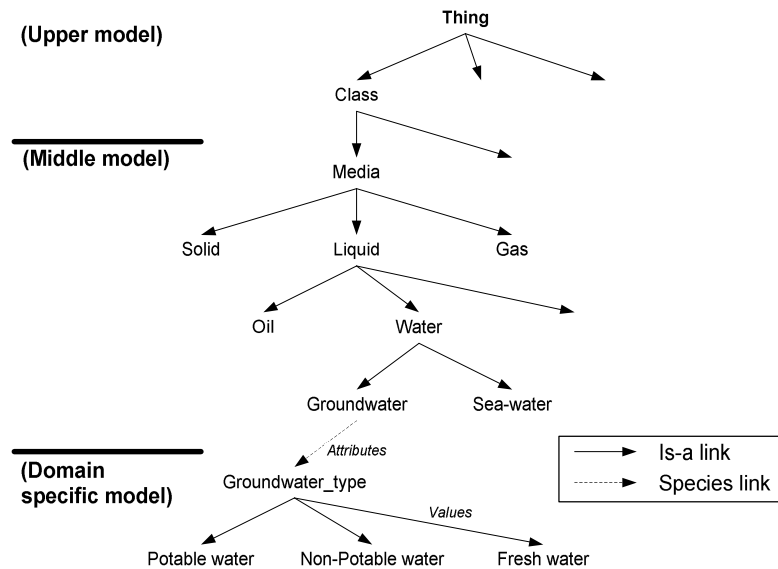 Thing
(Upper model)
Class
(Middle model)
Media
Solid
Liquid
Gas
Oil
Water
Groundwater
Sea-water
Attributes
(Domain
specific model)
Groundwater_type
Is-a link
Species link
Values
Potable water
Non-Potable water
Fresh water